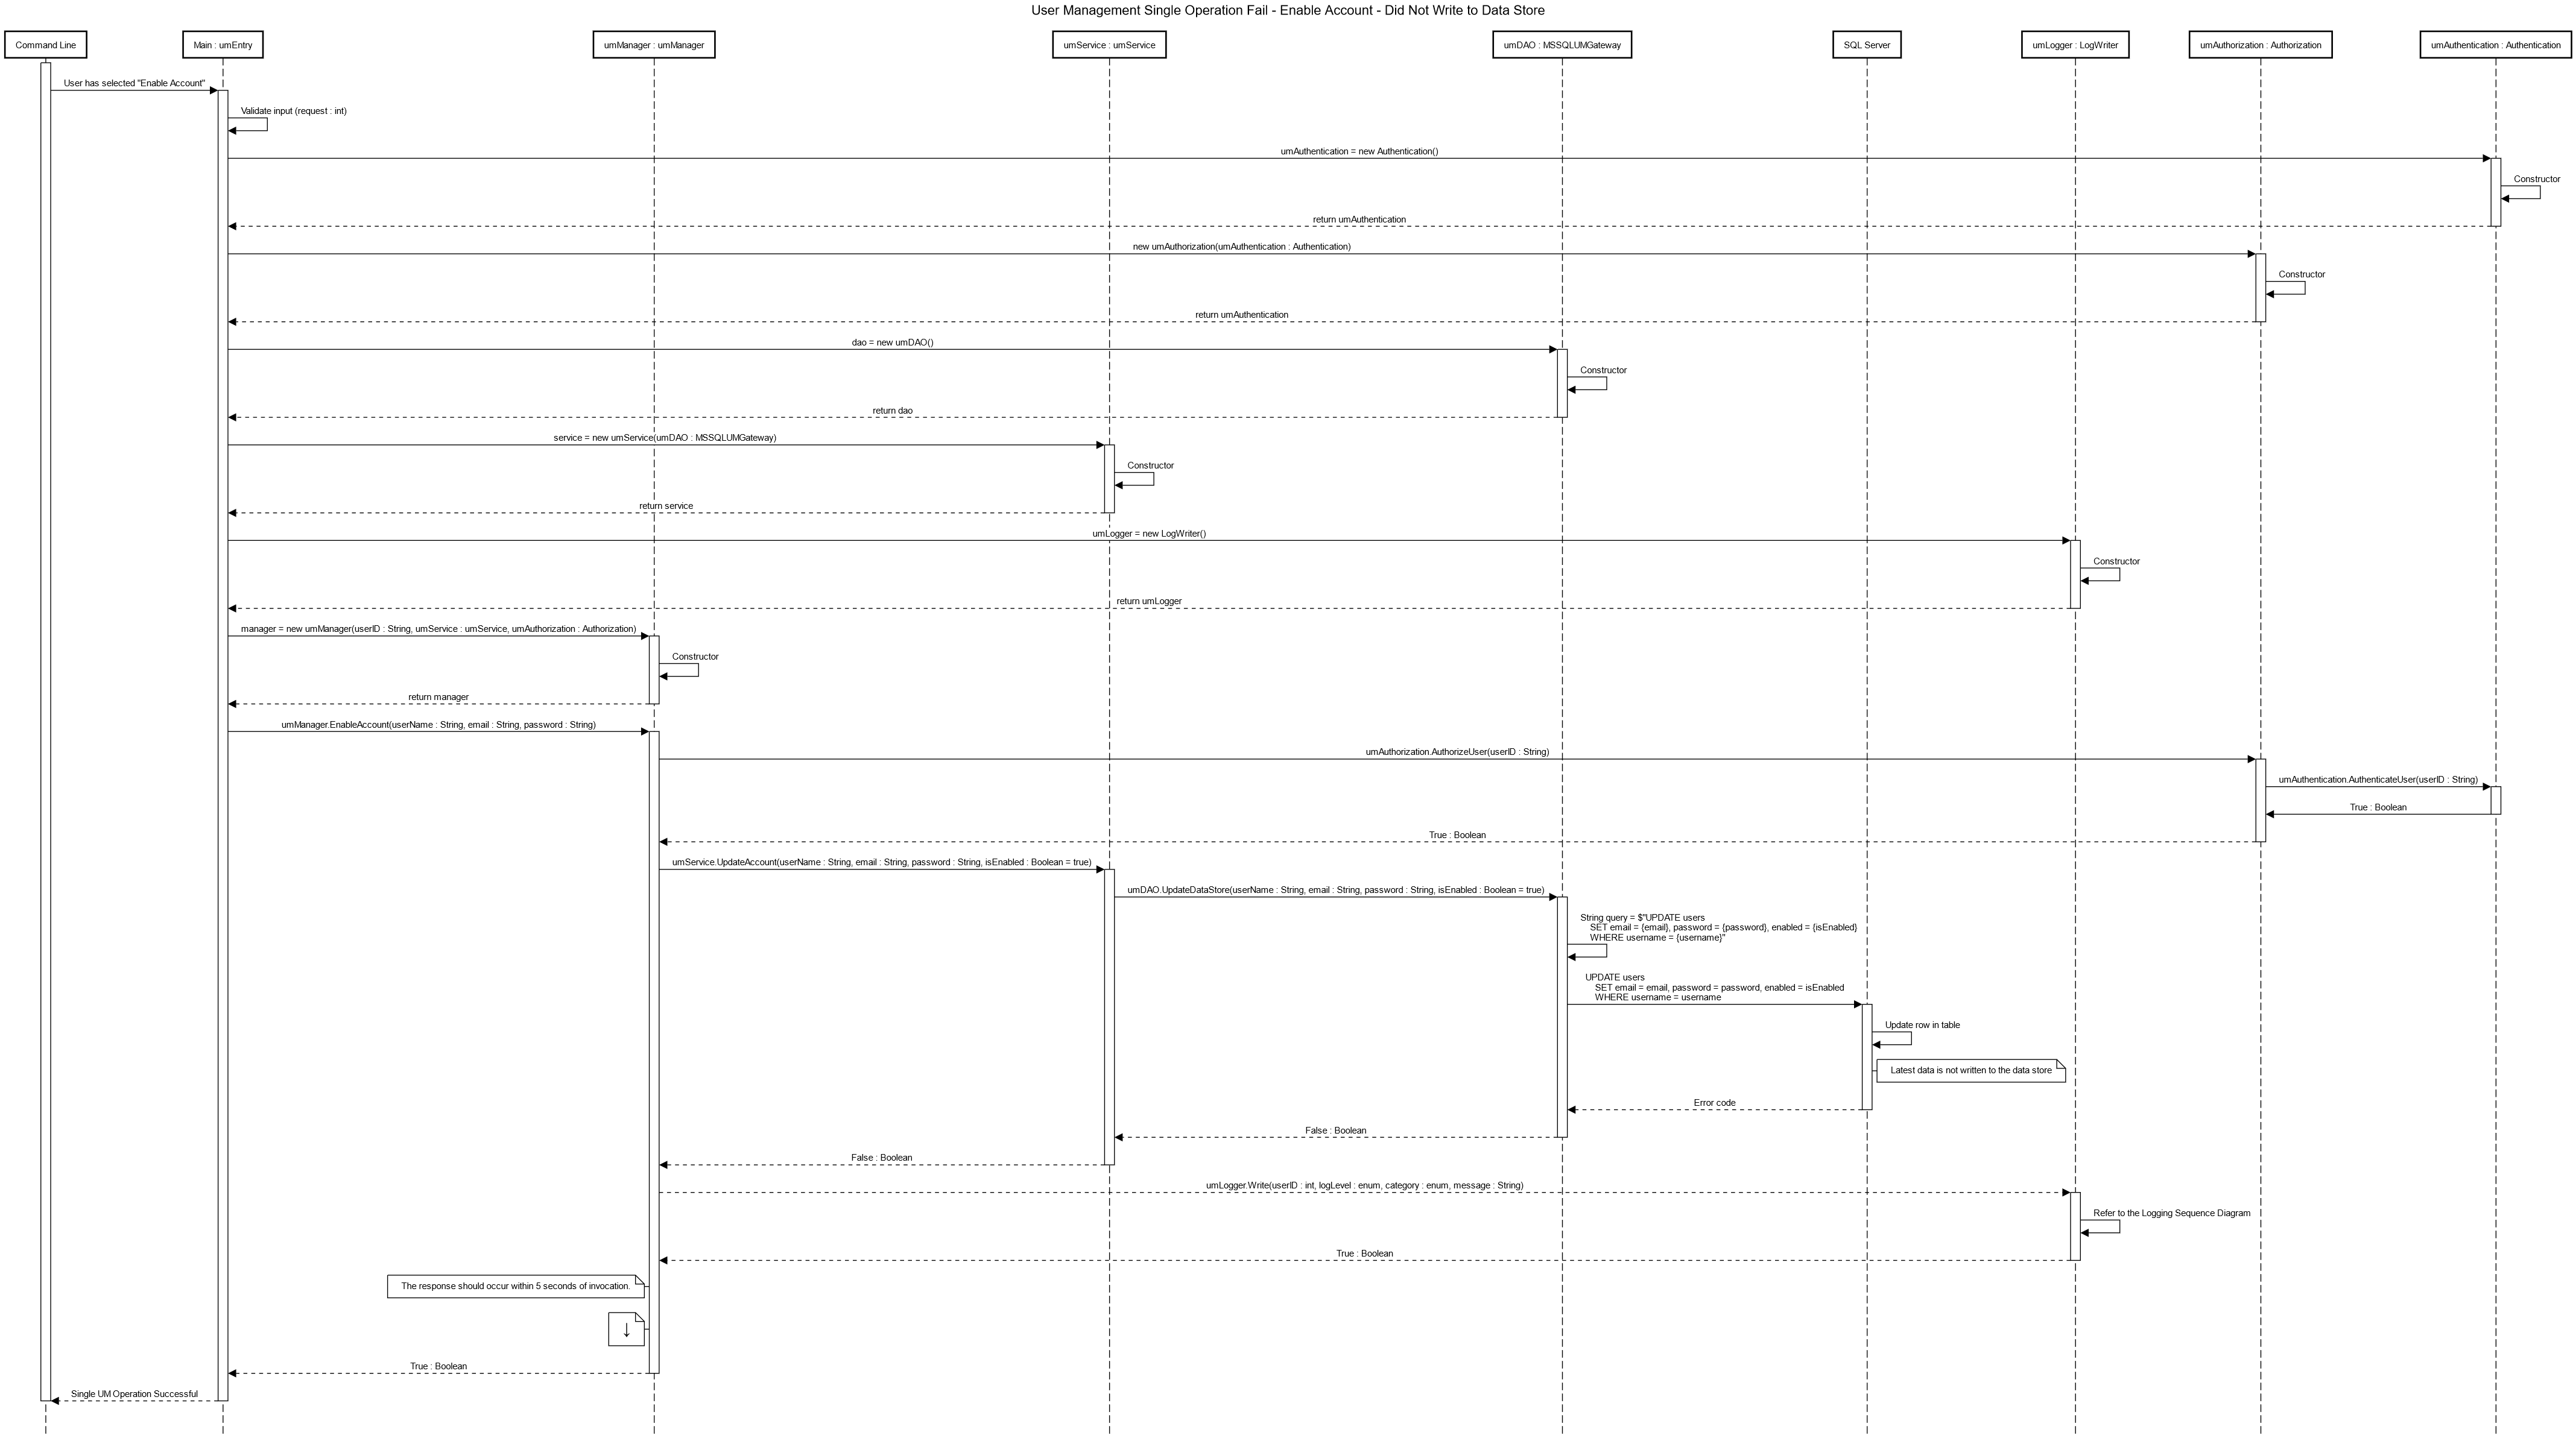 User Management Single Operation Fail - Enable Account - Did Not Write to Data Store
Command Line
Main : umEntry
umManager : umManager
umService : umService
umDAO : MSSQLUMGateway
SQL Server
umLogger : LogWriter
umAuthorization : Authorization
umAuthentication : Authentication
User has selected "Enable Account"
Validate input (request : int)
umAuthentication = new Authentication()
Constructor
return umAuthentication
new umAuthorization(umAuthentication : Authentication)
Constructor
return umAuthentication
dao = new umDAO()
Constructor
return dao
service = new umService(umDAO : MSSQLUMGateway)
Constructor
return service
umLogger = new LogWriter()
Constructor
return umLogger
manager = new umManager(userID : String, umService : umService, umAuthorization : Authorization)
Constructor
return manager
umManager.EnableAccount(userName : String, email : String, password : String)
umAuthorization.AuthorizeUser(userID : String)
umAuthentication.AuthenticateUser(userID : String)
True : Boolean
True : Boolean
umService.UpdateAccount(userName : String, email : String, password : String, isEnabled : Boolean = true)
umDAO.UpdateDataStore(userName : String, email : String, password : String, isEnabled : Boolean = true)
String query = $"UPDATE users
SET email = {email}, password = {password}, enabled = {isEnabled}
WHERE username = {username}"
UPDATE users
SET email = email, password = password, enabled = isEnabled
WHERE username = username
Update row in table
Latest data is not written to the data store
Error code
False : Boolean
False : Boolean
umLogger.Write(userID : int, logLevel : enum, category : enum, message : String)
Refer to the Logging Sequence Diagram
True : Boolean
The response should occur within 5 seconds of invocation.
↓
True : Boolean
Single UM Operation Successful